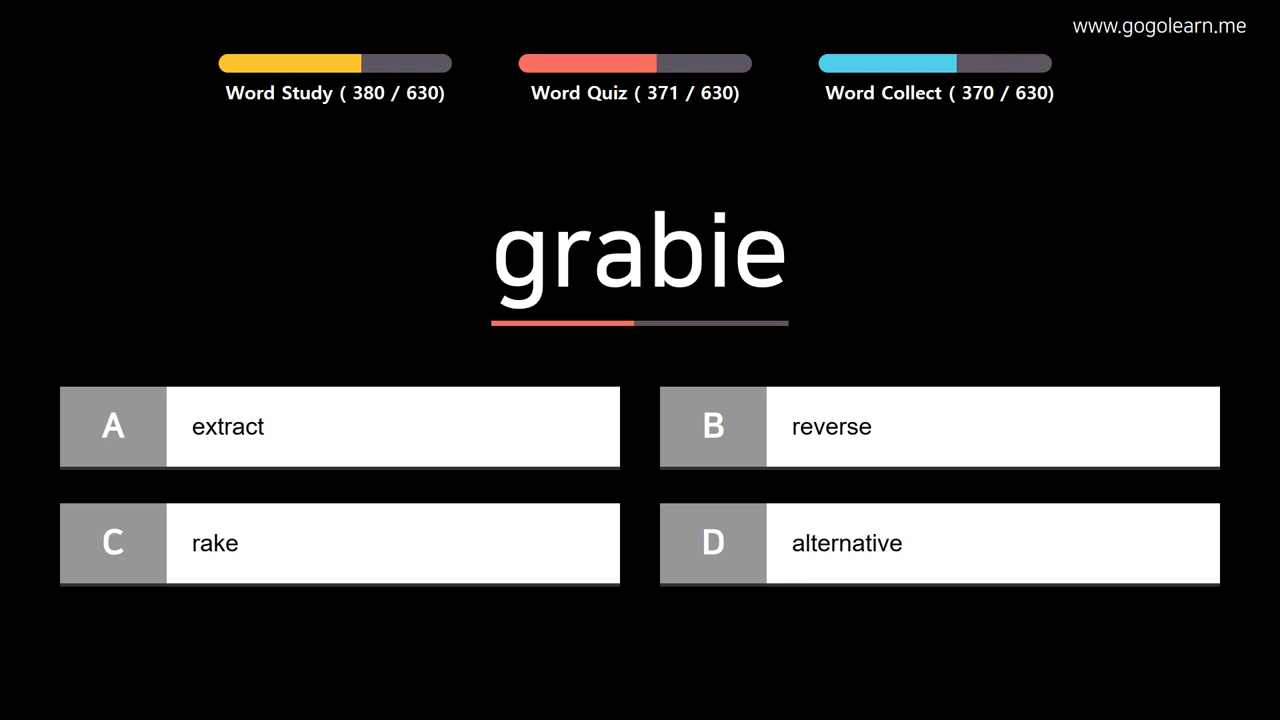 www.gogolearn.me
Word Study ( 380 / 630)
Word Quiz ( 371 / 630)
Word Collect ( 370 / 630)
grabie
A extract
B reverse
C rake
D alternative